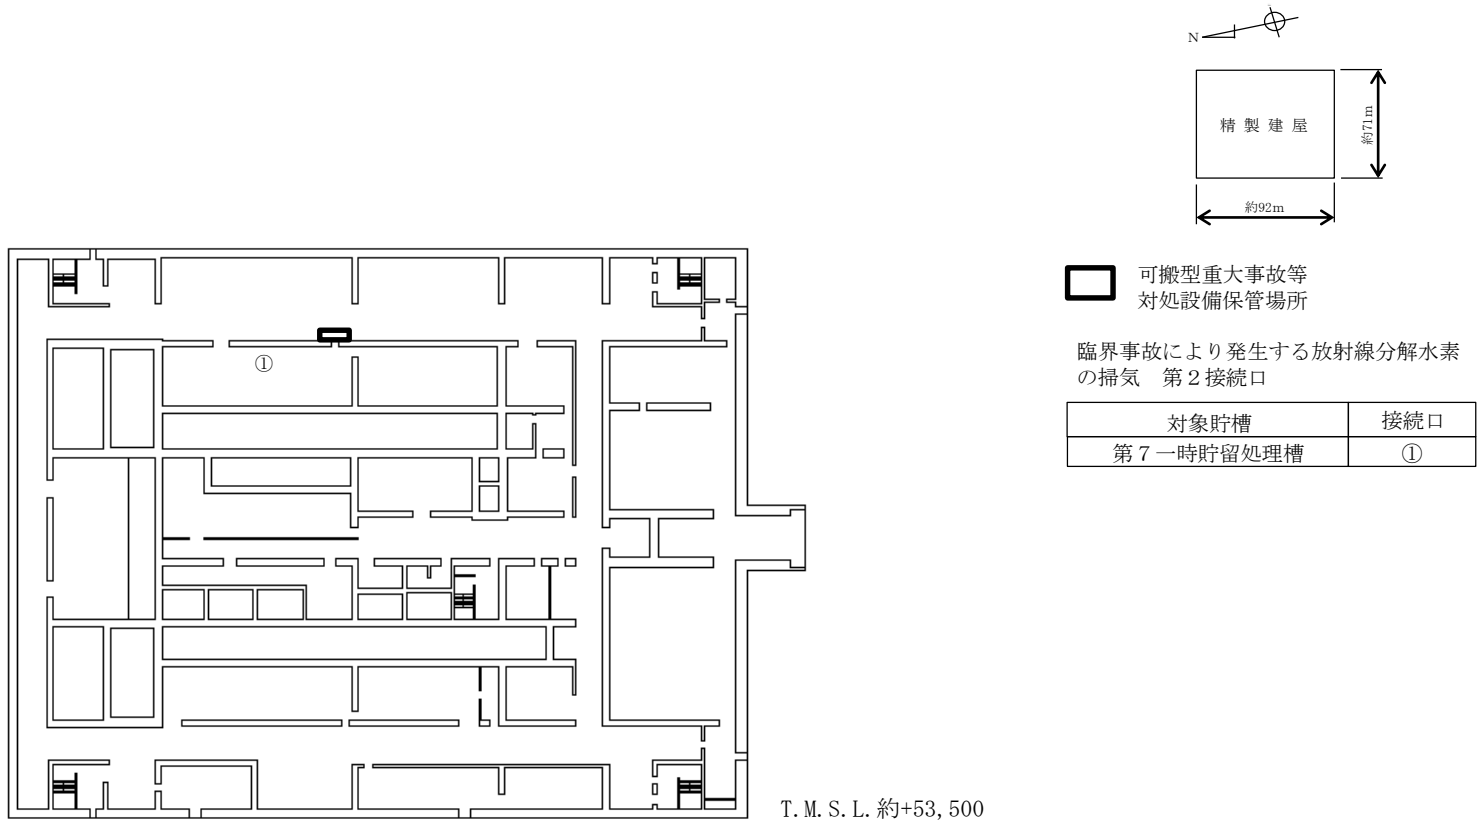 N
精製建屋
約71m
約92m
可搬型重大事故等
対処設備保管場所
臨界事故により発生する放射線分解水素
の掃気　第２接続口
対象貯槽　接続口
第７一時貯留処理槽　①
①
T.M.S.L.約+53,500